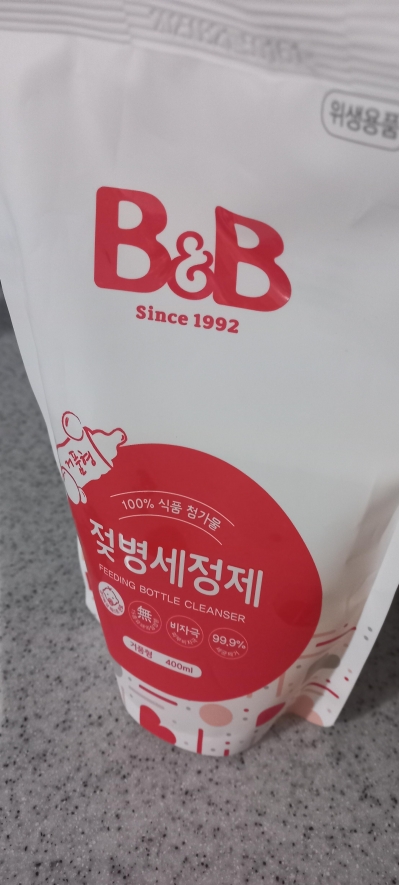 위생용품
B&B
Since 1992
거품형
100% 식품 첨가물
젖병세정제
FEEDING BOTTLE CLEANSER
無
비자극
99.9%
거품형 400ml